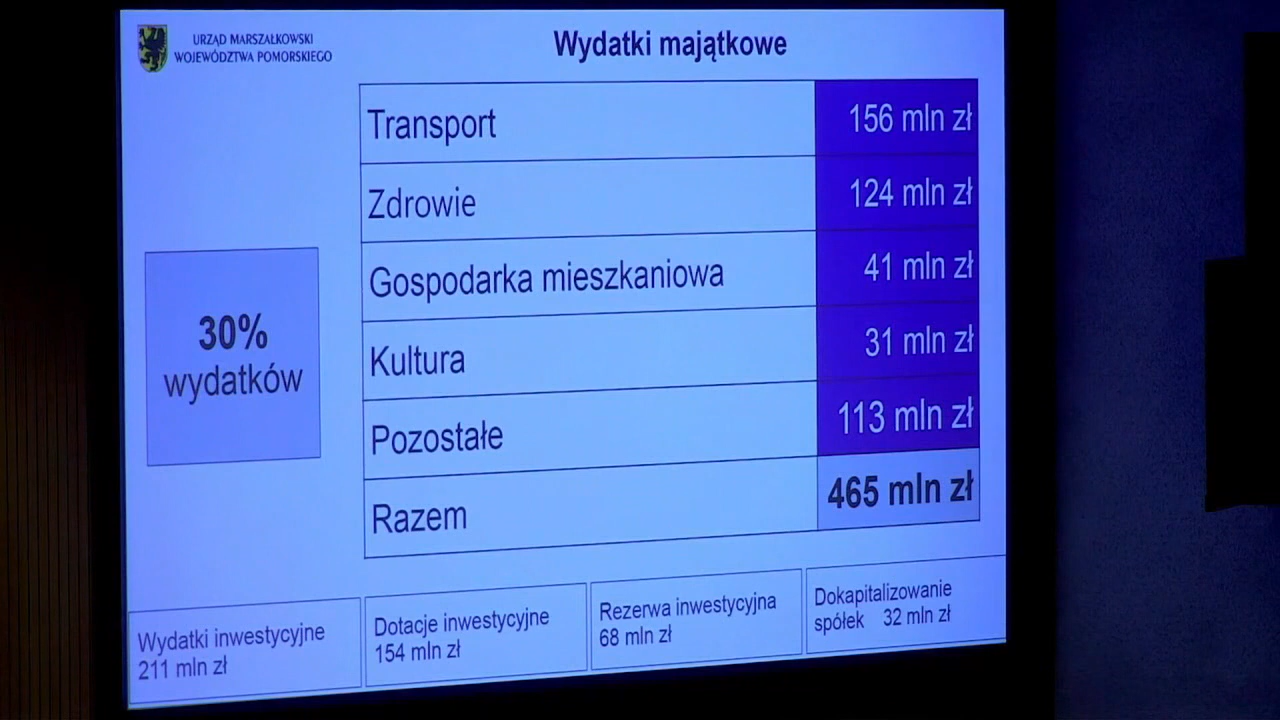 URZĄD MARSZAŁKOWSKI
WOJEWÓDZTWA POMORSKIEGO
Wydatki majątkowe
Transport 156 mln zł
Zdrowie 124 mln zł
Gospodarka mieszkaniowa 41 mln zł
Kultura 31 mln zł
Pozostałe 113 mln zł
Razem 465 mln zł
30%
wydatków
Wydatki inwestycyjne
211 mln zł
Dotacje inwestycyjne
154 mln zł
Rezerwa inwestycyjna
68 mln zł
Dokapitalizowanie
spółek 32 mln zł